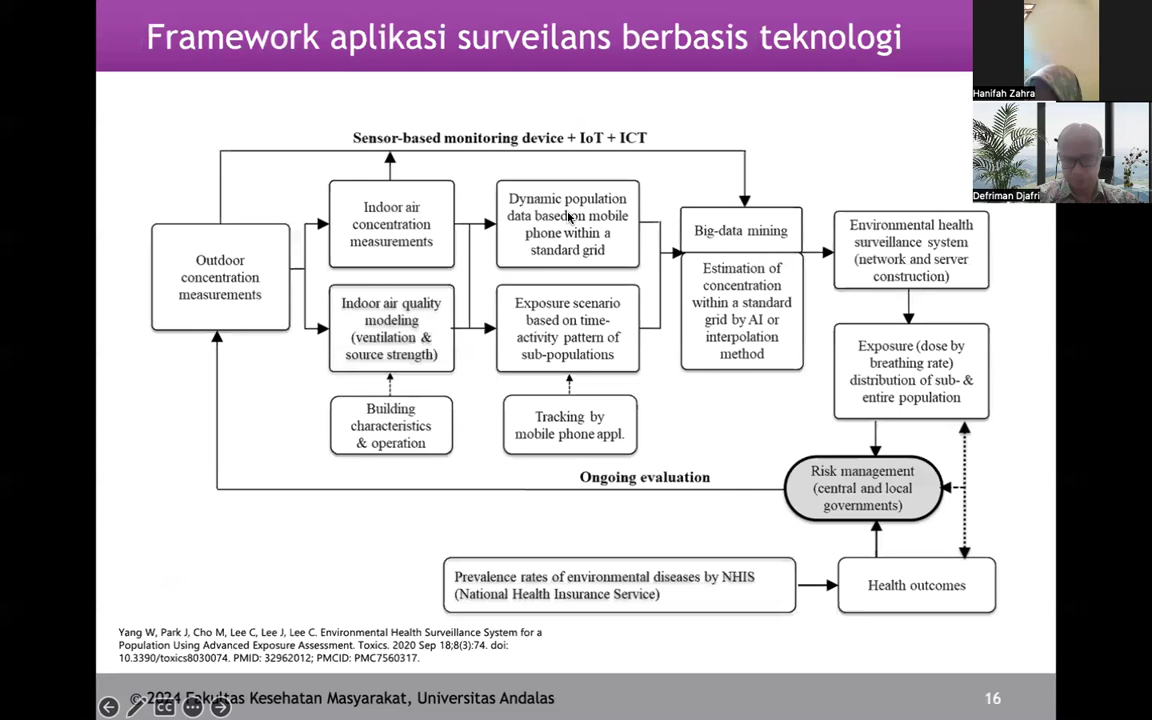 Framework aplikasi surveilans berbasis teknologi
Hanifah Zahra
Defriman Djafri
Sensor-based monitoring device + IoT + ICT
Outdoor
concentration
measurements
Indoor air
concentration
measurements
Indoor air quality
modeling
(ventilation &
source strength)
Building
characteristics
& operation
Dynamic population
data based on mobile
phone within a
standard grid
Exposure scenario
based on time-
activity pattern of
sub-populations
Tracking by
mobile phone appl.
Big-data mining
Estimation of
concentration
within a standard
grid by AI or
interpolation
method
Environmental health
surveillance system
(network and server
construction)
Exposure (dose by
breathing rate)
distribution of sub- &
entire population
Risk management
(central and local
governments)
Ongoing evaluation
Prevalence rates of environmental diseases by NHIS
(National Health Insurance Service)
Health outcomes
Yang W, Park J, Cho M, Lee C, Lee J, Lee C. Environmental Health Surveillance System for a
Population Using Advanced Exposure Assessment. Toxics. 2020 Sep 18;8(3):74. doi:
10.3390/toxics8030074. PMID: 32962012; PMCID: PMC7560317.
© 2024 Fakultas Kesehatan Masyarakat, Universitas Andalas
16
CC